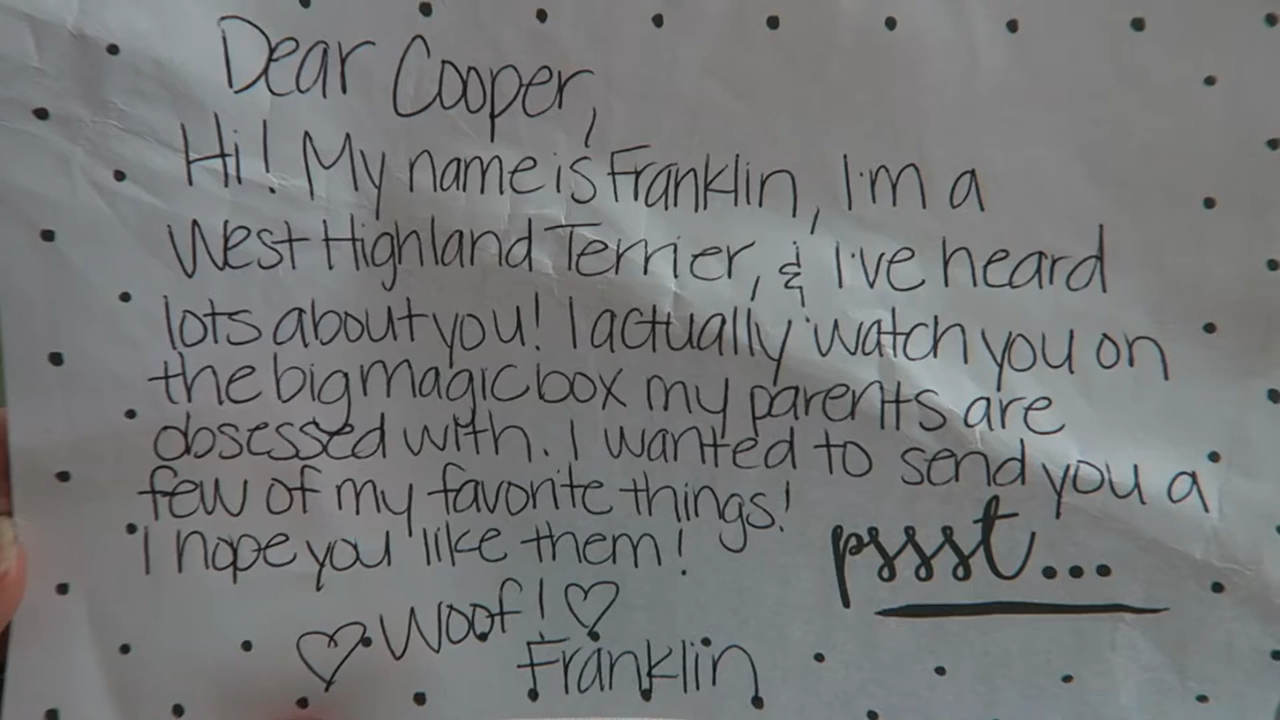 Dear Cooper,
Hi! My name is Franklin, I'm a
West Highland Terrier, & I've heard
lots about you! I actually watch you on
the big magic box my parents are
obsessed with. I wanted to send you a
few of my favorite things!
I hope you like them!
pssst...
♡ Woof! ♡
Franklin